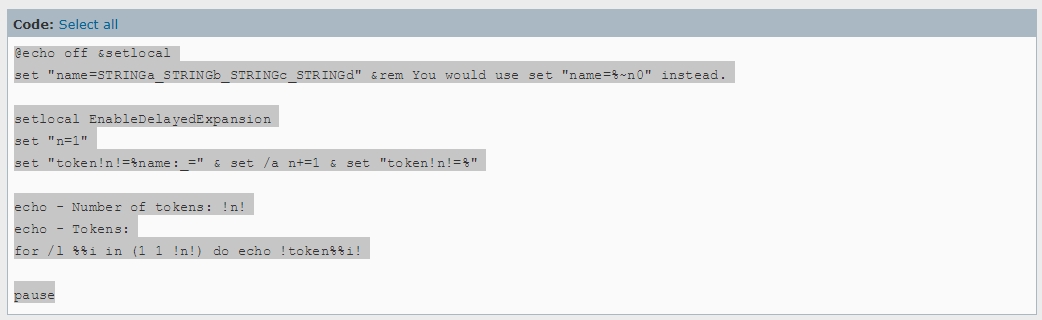 Code: Select all
@echo off &setlocal
set "name=STRINGa_STRINGb_STRINGc_STRINGd" &rem You would use set "name=%~n0" instead.
setlocal EnableDelayedExpansion
set "n=1"
set "token!n!=%name:_=" & set /a n+=1 & set "token!n!=%"
echo - Number of tokens: !n!
echo - Tokens:
for /l %%i in (1 1 !n!) do echo !token%%i!
pause